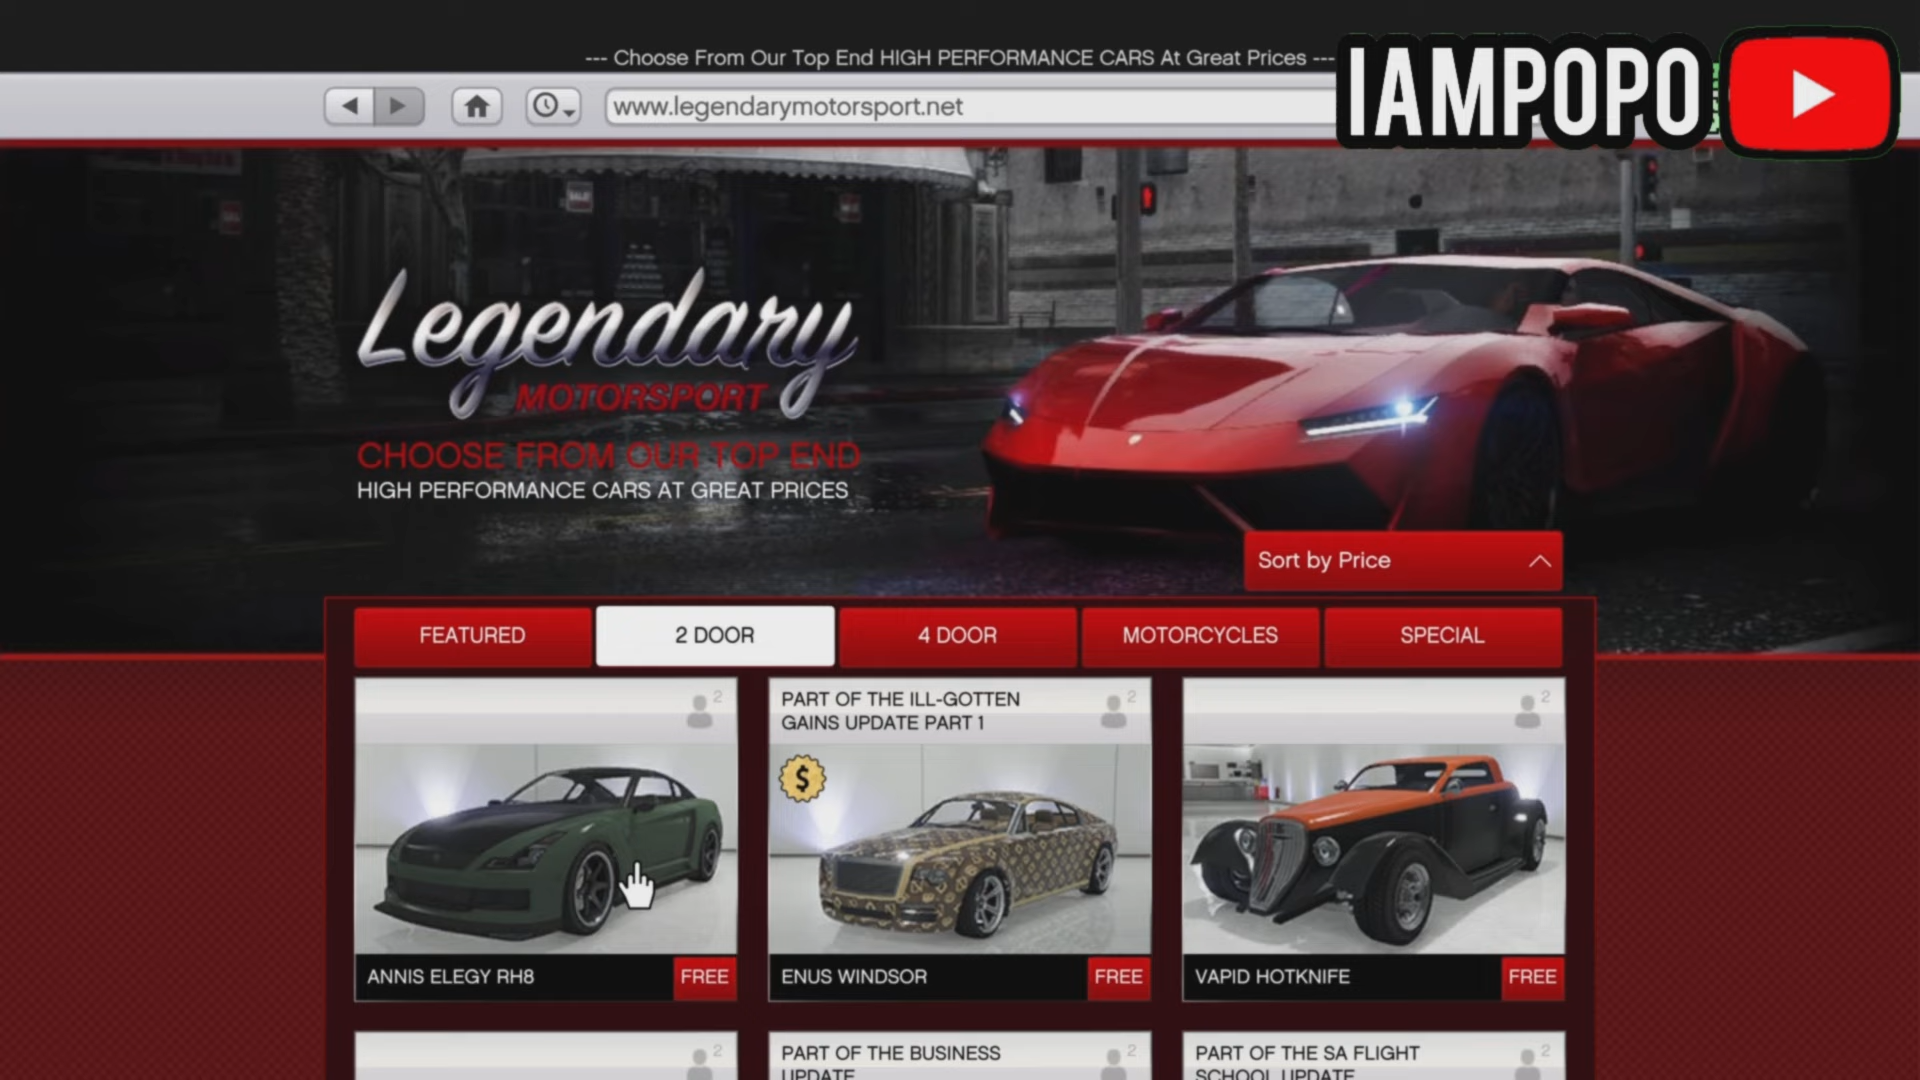 --- Choose From Our Top End HIGH PERFORMANCE CARS At Great Prices ---
IAMPOPO
www.legendarymotorsport.net
Legendary
MOTORSPORT
CHOOSE FROM OUR TOP END
HIGH PERFORMANCE CARS AT GREAT PRICES
Sort by Price
FEATURED
2 DOOR
4 DOOR
MOTORCYCLES
SPECIAL
2
PART OF THE ILL-GOTTEN
GAINS UPDATE PART 1
2
2
$
ANNIS ELEGY RH8
FREE
ENUS WINDSOR
FREE
VAPID HOTKNIFE
FREE
2
PART OF THE BUSINESS
UPDATE
2
PART OF THE SA FLIGHT
SCHOOL UPDATE
2